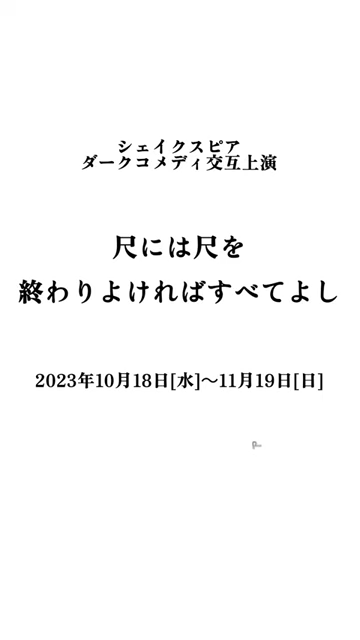 シェイクスピア
ダークコメディ交互上演
尺には尺を
終わりよければすべてよし
2023年10月18日[水]～11月19日[日]